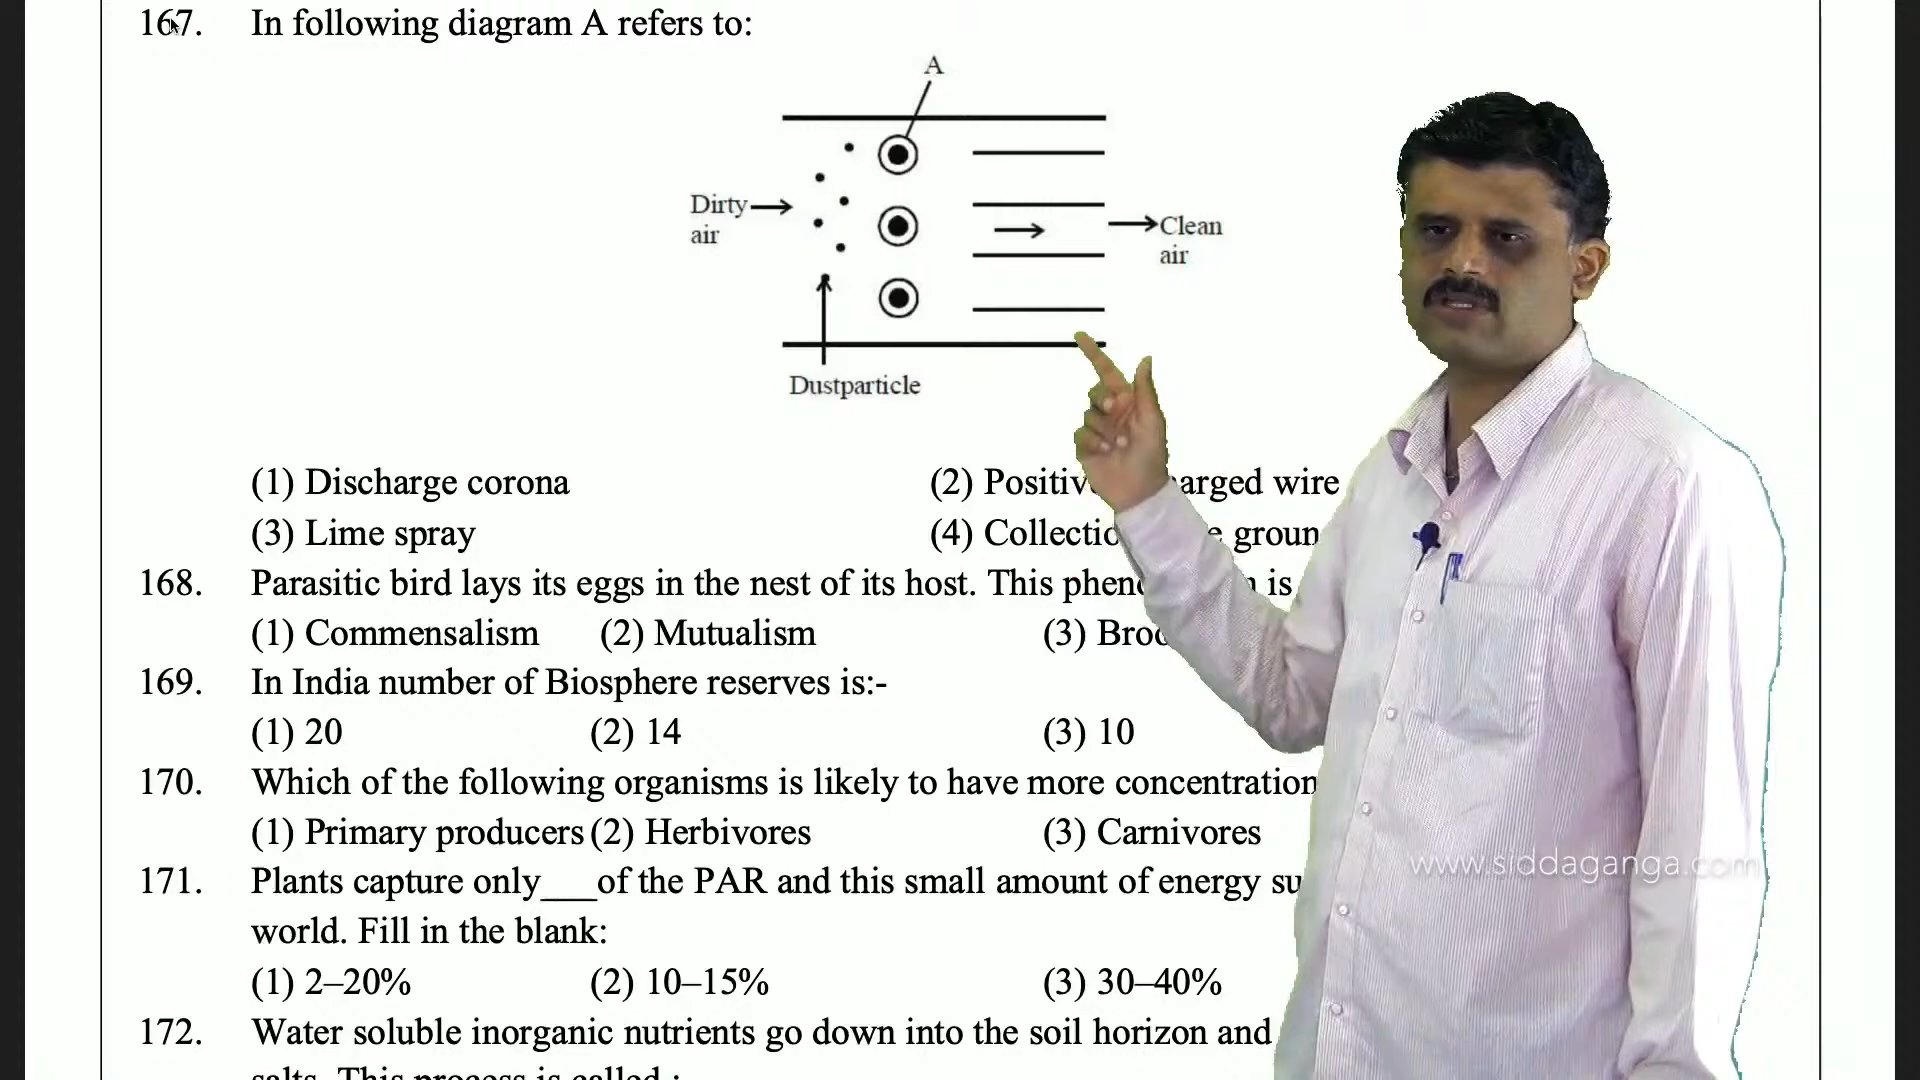 167. In following diagram A refers to:
A
Dirty
air
Clean
air
Dustparticle
(1) Discharge corona (2) arged wire
(3) Lime spray (4)
168. Parasitic bird lays its eggs in the nest of its host. This is
(1) Commensalism (2) Mutualism (3)
169. In India number of Biosphere reserves is:-
(1) 20 (2) 14 (3) 10
170. Which of the following organisms is likely to have more concentration
(1) Primary producers (2) Herbivores (3) Carnivores
171. Plants capture only___of the PAR and this small amount of energy su
world. Fill in the blank:
(1) 2–20% (2) 10–15% (3) 30–40%
www.siddaganga.com
172. Water soluble inorganic nutrients go down into the soil horizon and
salts. This process is called :